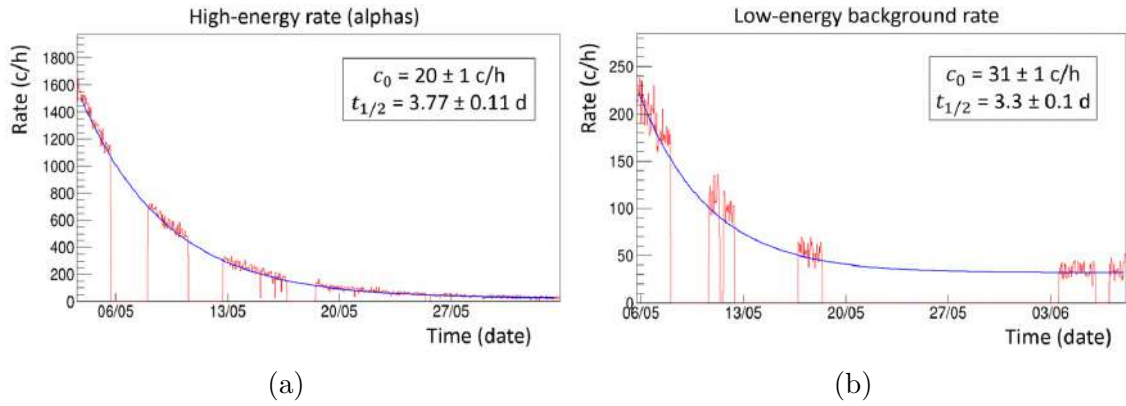 High-energy rate (alphas)
Rate (c/h)
1800
1600
1400
1200
1000
800
600
400
200
0
c₀ = 20 ± 1 c/h
t₁/₂ = 3.77 ± 0.11 d
06/05 13/05 20/05 27/05
Time (date)
(a)
Low-energy background rate
Rate (c/h)
250
200
150
100
50
0
c₀ = 31 ± 1 c/h
t₁/₂ = 3.3 ± 0.1 d
06/05 13/05 20/05 27/05 03/06
Time (date)
(b)